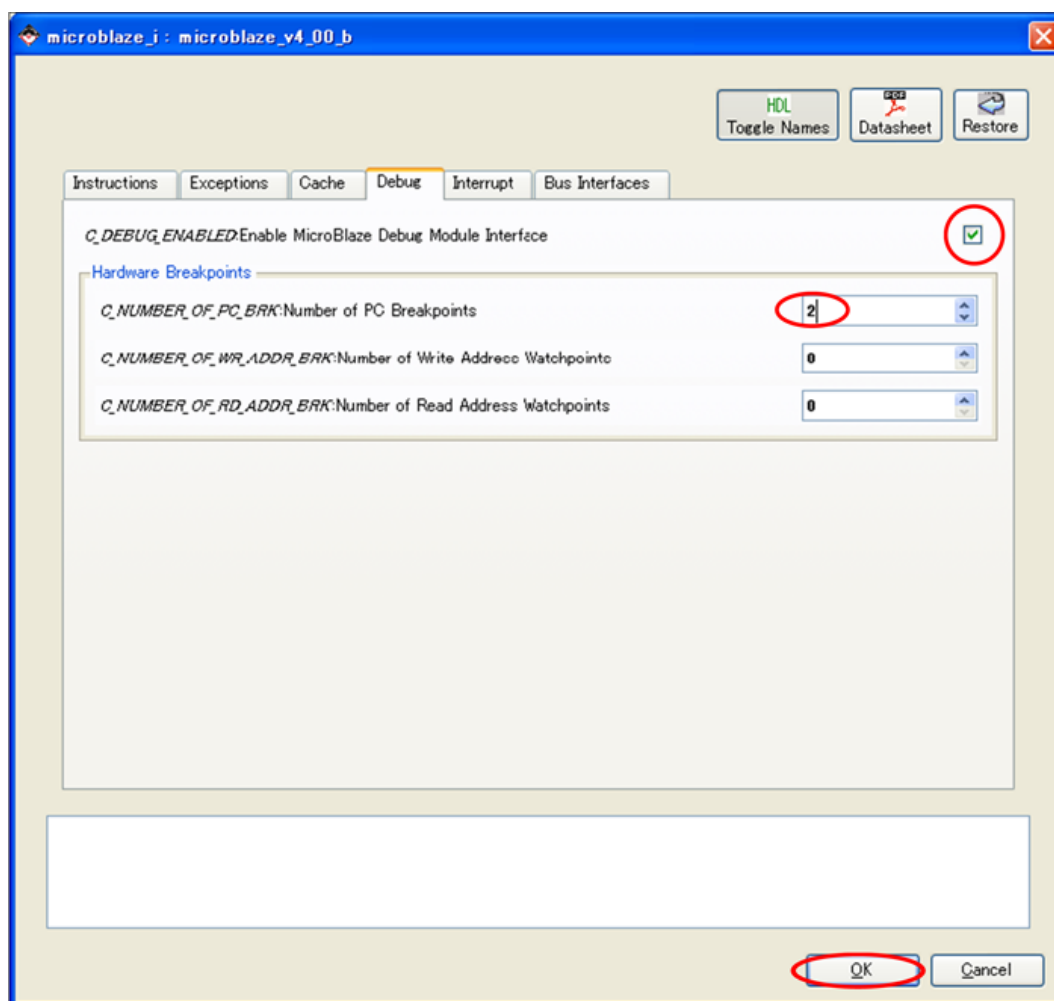 microblaze_i : microblaze_v4_00_b
HDL
Toggle Names
PDF
Datasheet
Restore
Instructions
Exceptions
Cache
Debug
Interrupt
Bus Interfaces
C_DEBUG_ENABLED:Enable MicroBlaze Debug Module Interface
Hardware Breakpoints
C_NUMBER_OF_PC_BRK:Number of PC Breakpoints
2
C_NUMBER_OF_WR_ADDR_BRK:Number of Write Address Watchpoints
0
C_NUMBER_OF_RD_ADDR_BRK:Number of Read Address Watchpoints
0
OK
Cancel